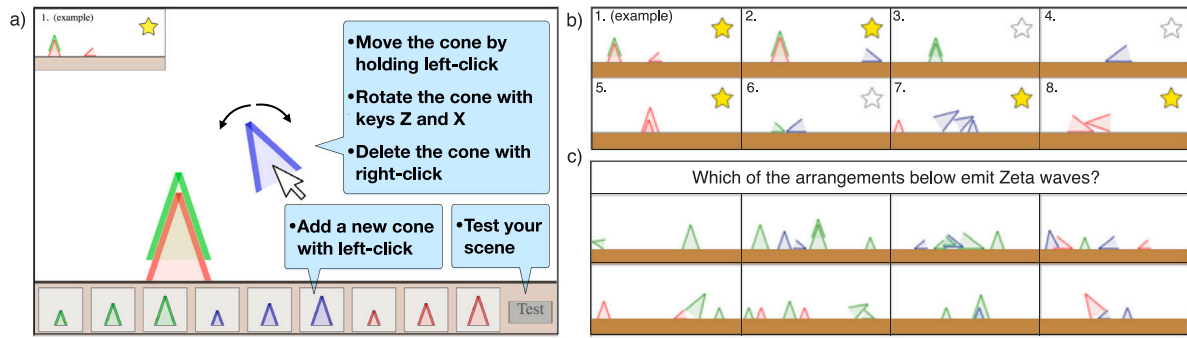 a)
1. (example)
•Move the cone by
holding left-click
•Rotate the cone with
keys Z and X
•Delete the cone with
right-click
•Add a new cone
with left-click
•Test your
scene
Test
b)
1. (example)
2.
3.
4.
5.
6.
7.
8.
c)
Which of the arrangements below emit Zeta waves?